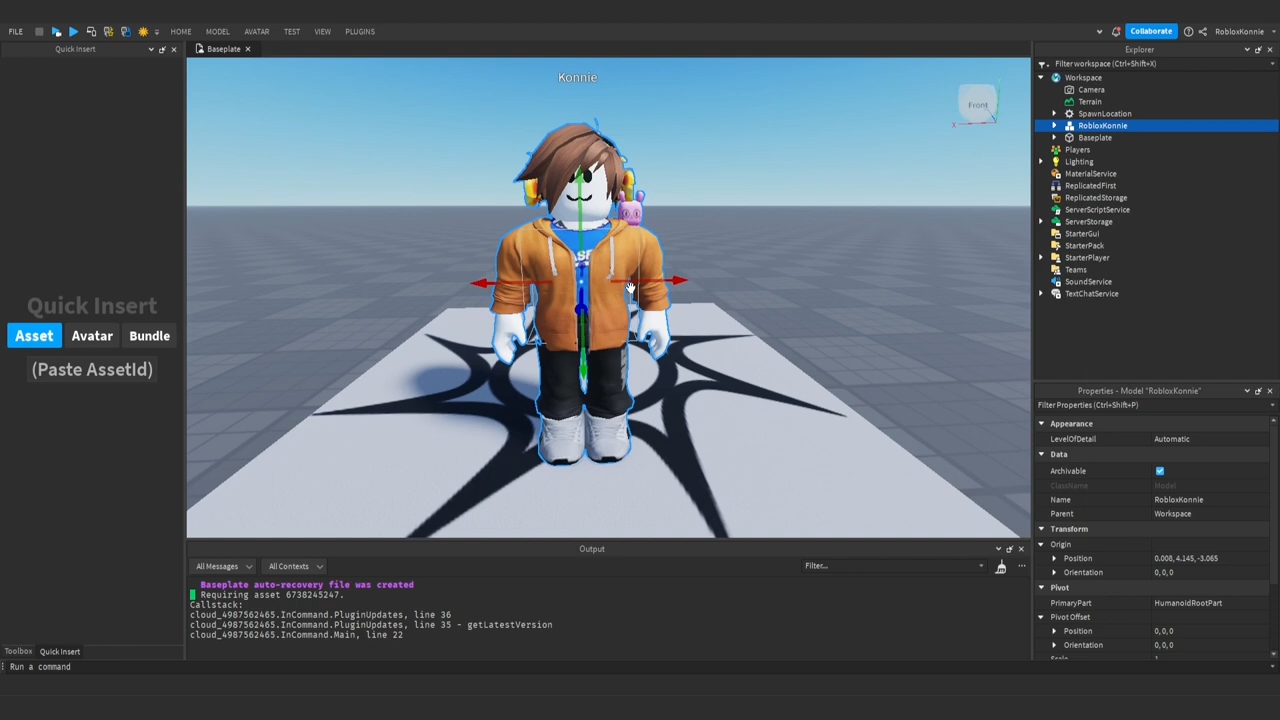 FILE HOME MODEL AVATAR TEST VIEW PLUGINS Collaborate RobloxKonnie
Quick Insert
Baseplate
Explorer
Filter workspace (Ctrl+Shift+X)
Workspace
Camera
Terrain
SpawnLocation
RobloxKonnie
Baseplate
Players
Lighting
MaterialService
ReplicatedFirst
ReplicatedStorage
ServerScriptService
ServerStorage
StarterGui
StarterPack
StarterPlayer
Teams
SoundService
TextChatService
Konnie
Front
X
Quick Insert
Asset Avatar Bundle
(Paste AssetId)
Properties - Model "RobloxKonnie"
Filter Properties (Ctrl+Shift+P)
Appearance
LevelOfDetail Automatic
Data
Archivable
ClassName Model
Name RobloxKonnie
Parent Workspace
Transform
Origin
Position 0.008, 4.145, -3.065
Orientation 0, 0, 0
Pivot
PrimaryPart HumanoidRootPart
Pivot Offset
Position 0, 0, 0
Orientation 0, 0, 0
Scale 1
Output
All Messages All Contexts Filter...
Baseplate auto-recovery file was created
Requiring asset 6738245247.
Callstack:
cloud_4987562465.InCommand.PluginUpdates, line 36
cloud_4987562465.InCommand.PluginUpdates, line 35 - getLatestVersion
cloud_4987562465.InCommand.Main, line 22
Toolbox Quick Insert
Run a command